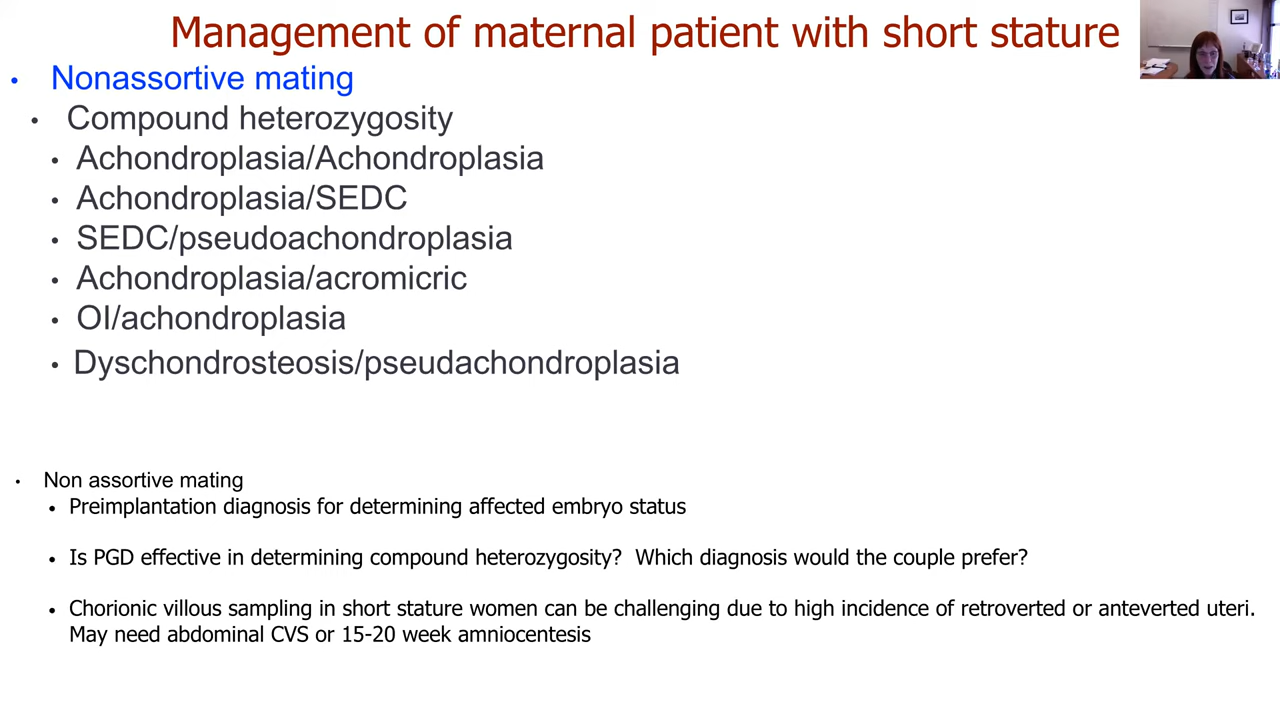 Management of maternal patient with short stature
• Nonassortive mating
• Compound heterozygosity
• Achondroplasia/Achondroplasia
• Achondroplasia/SEDC
• SEDC/pseudoachondroplasia
• Achondroplasia/acromicric
• OI/achondroplasia
• Dyschondrosteosis/pseudachondroplasia
• Non assortive mating
• Preimplantation diagnosis for determining affected embryo status
• Is PGD effective in determining compound heterozygosity? Which diagnosis would the couple prefer?
• Chorionic villous sampling in short stature women can be challenging due to high incidence of retroverted or anteverted uteri.
May need abdominal CVS or 15-20 week amniocentesis